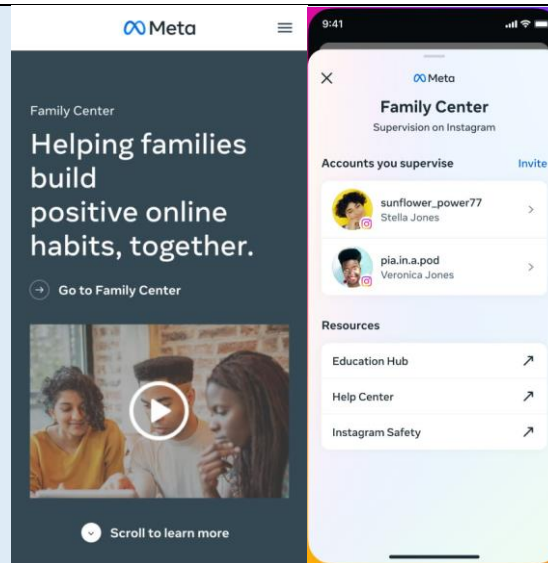 Meta
Family Center
Helping families
build
positive online
habits, together.
Go to Family Center
Scroll to learn more
9:41
Meta
Family Center
Supervision on Instagram
Accounts you supervise Invite
sunflower_power77
Stella Jones
pia.in.a.pod
Veronica Jones
Resources
Education Hub
Help Center
Instagram Safety